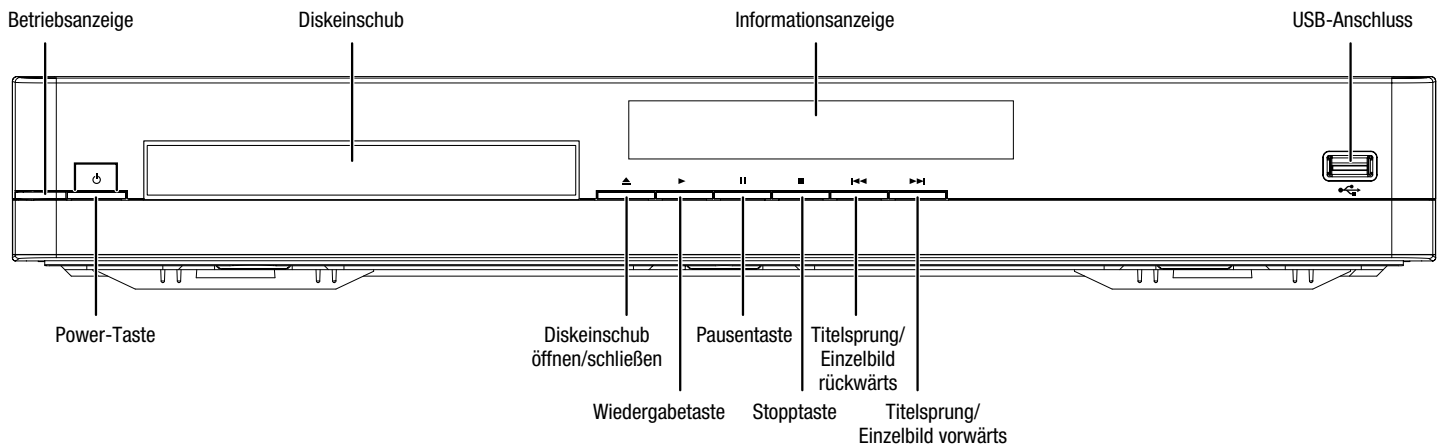 Betriebsanzeige
Diskeinschub
Informationsanzeige
USB-Anschluss
Power-Taste
Diskeinschub
öffnen/schließen
Pausentaste
Titelsprung/
Einzelbild
rückwärts
Wiedergabetaste
Stopptaste
Titelsprung/
Einzelbild vorwärts